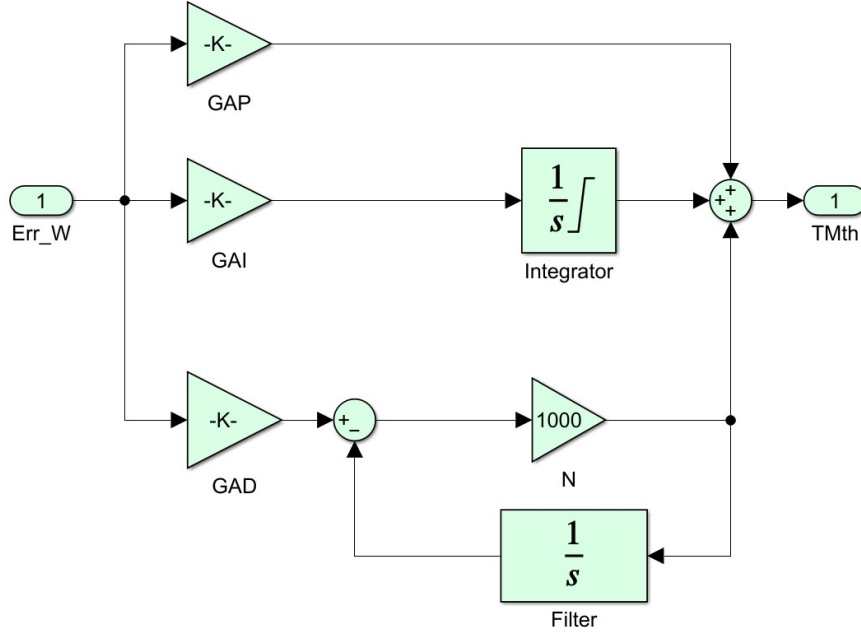 -K-
GAP
1
Err_W
-K-
GAI
1
s
Integrator
+
+
+
1
TMth
-K-
GAD
+
-
1000
N
1
s
Filter